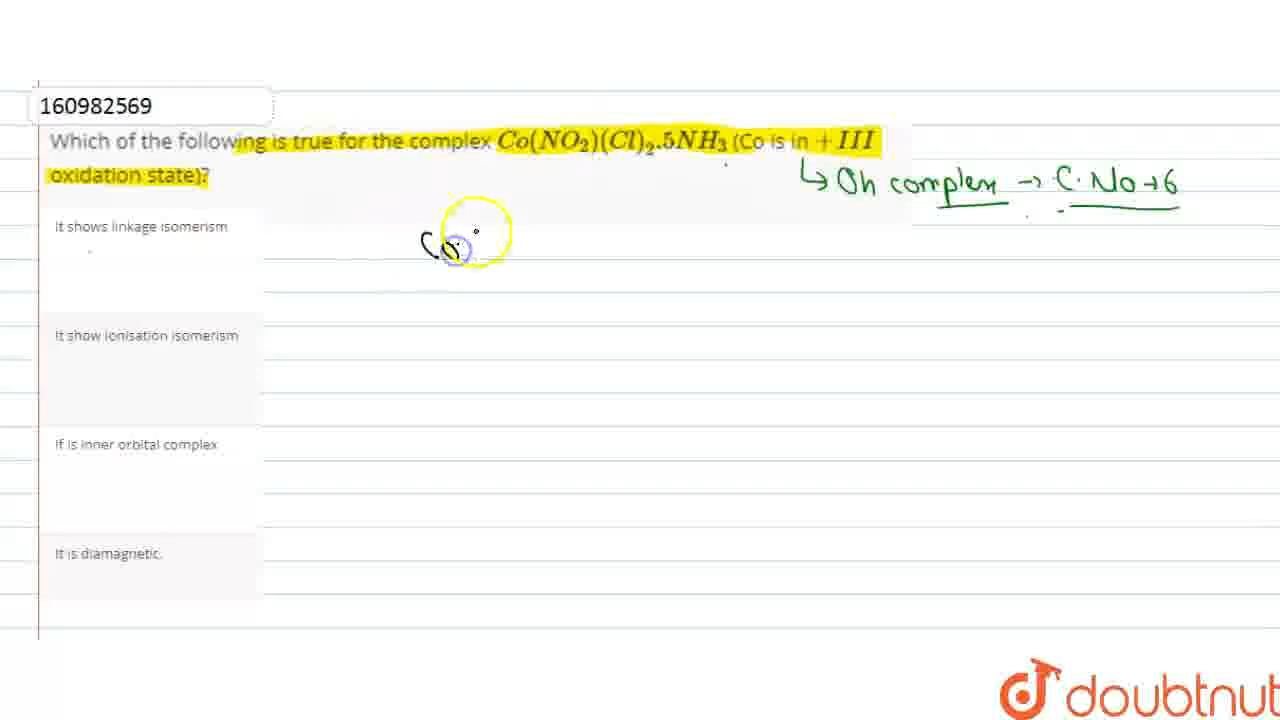 160982569
Which of the following is true for the complex Co(NO₂)(Cl)₂.5NH₃ (Co is in +III
oxidation state)?
↳ Oh complex → C.No → 6
It shows linkage isomerism
Co
It show ionisation isomerism
If is inner orbital complex
It is diamagnetic.
doubtnut